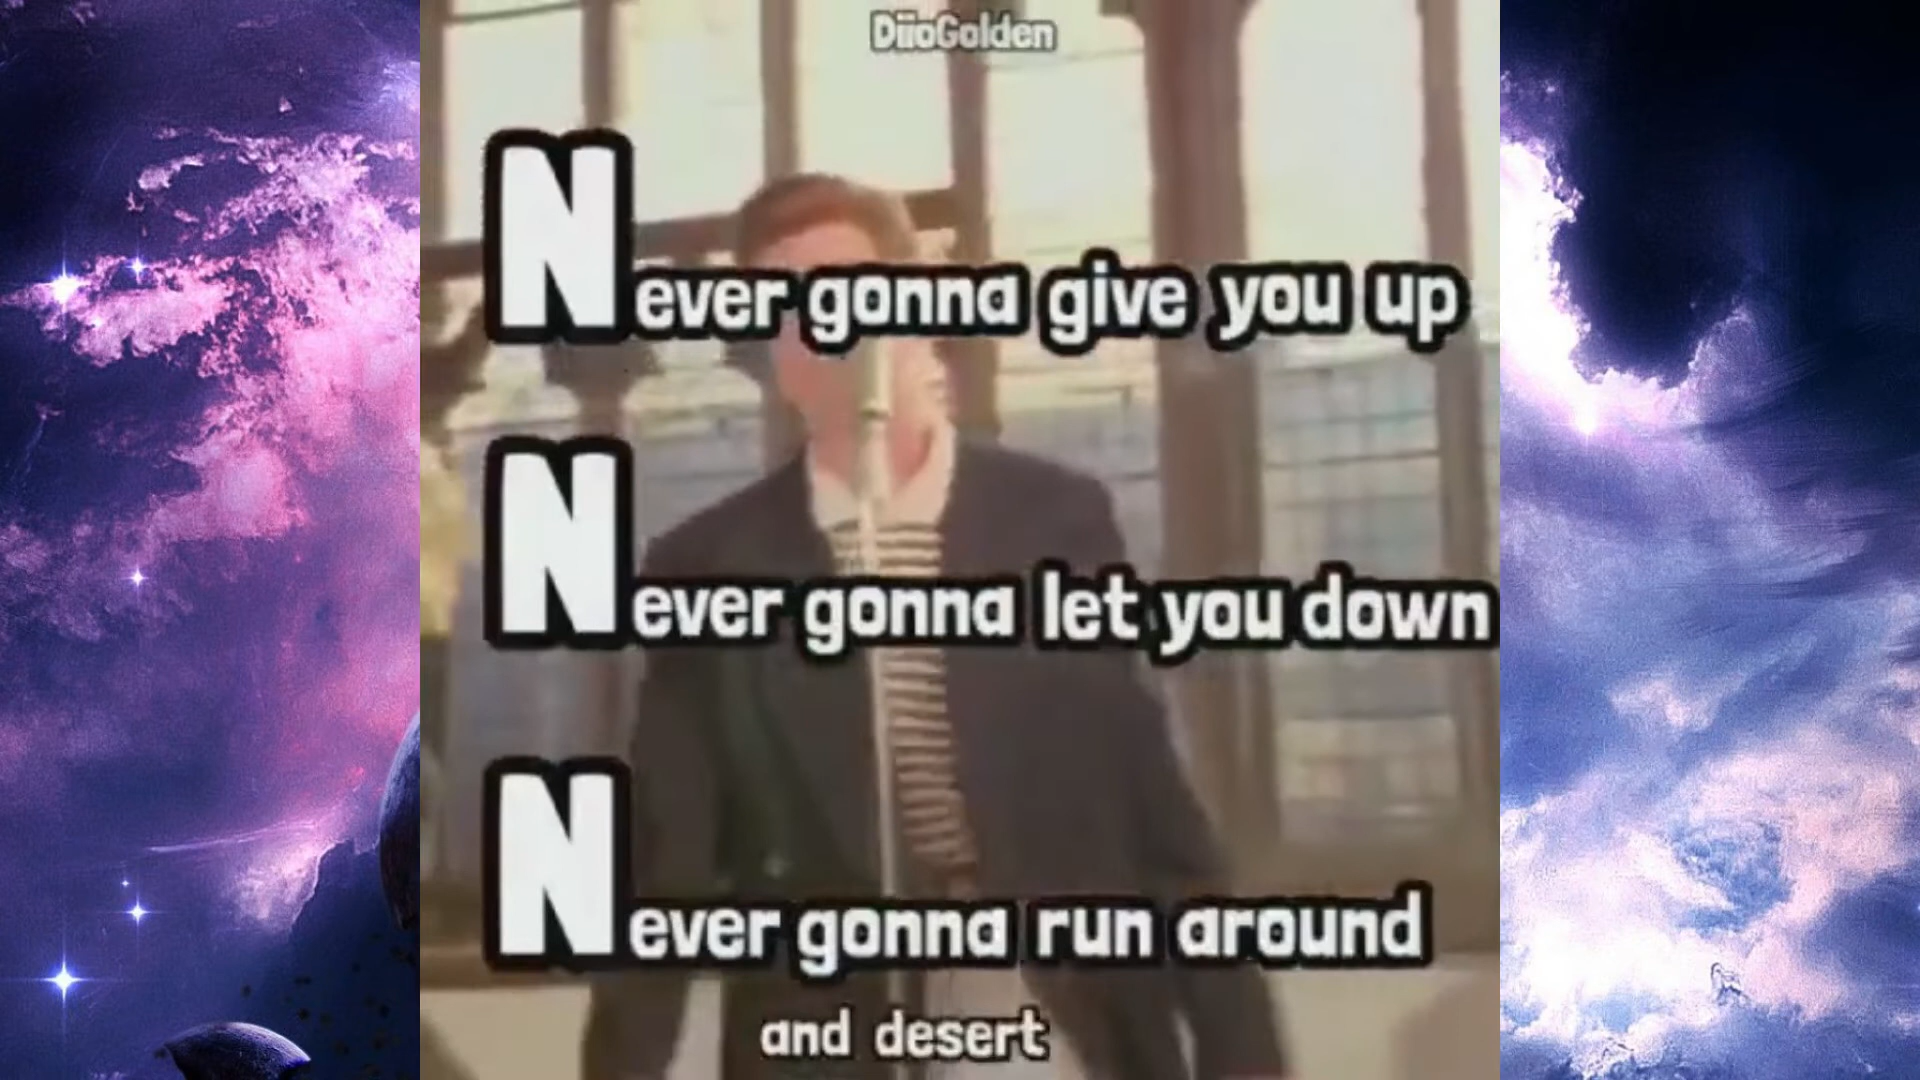 DiioGolden
Never gonna give you up
Never gonna let you down
Never gonna run around
and desert